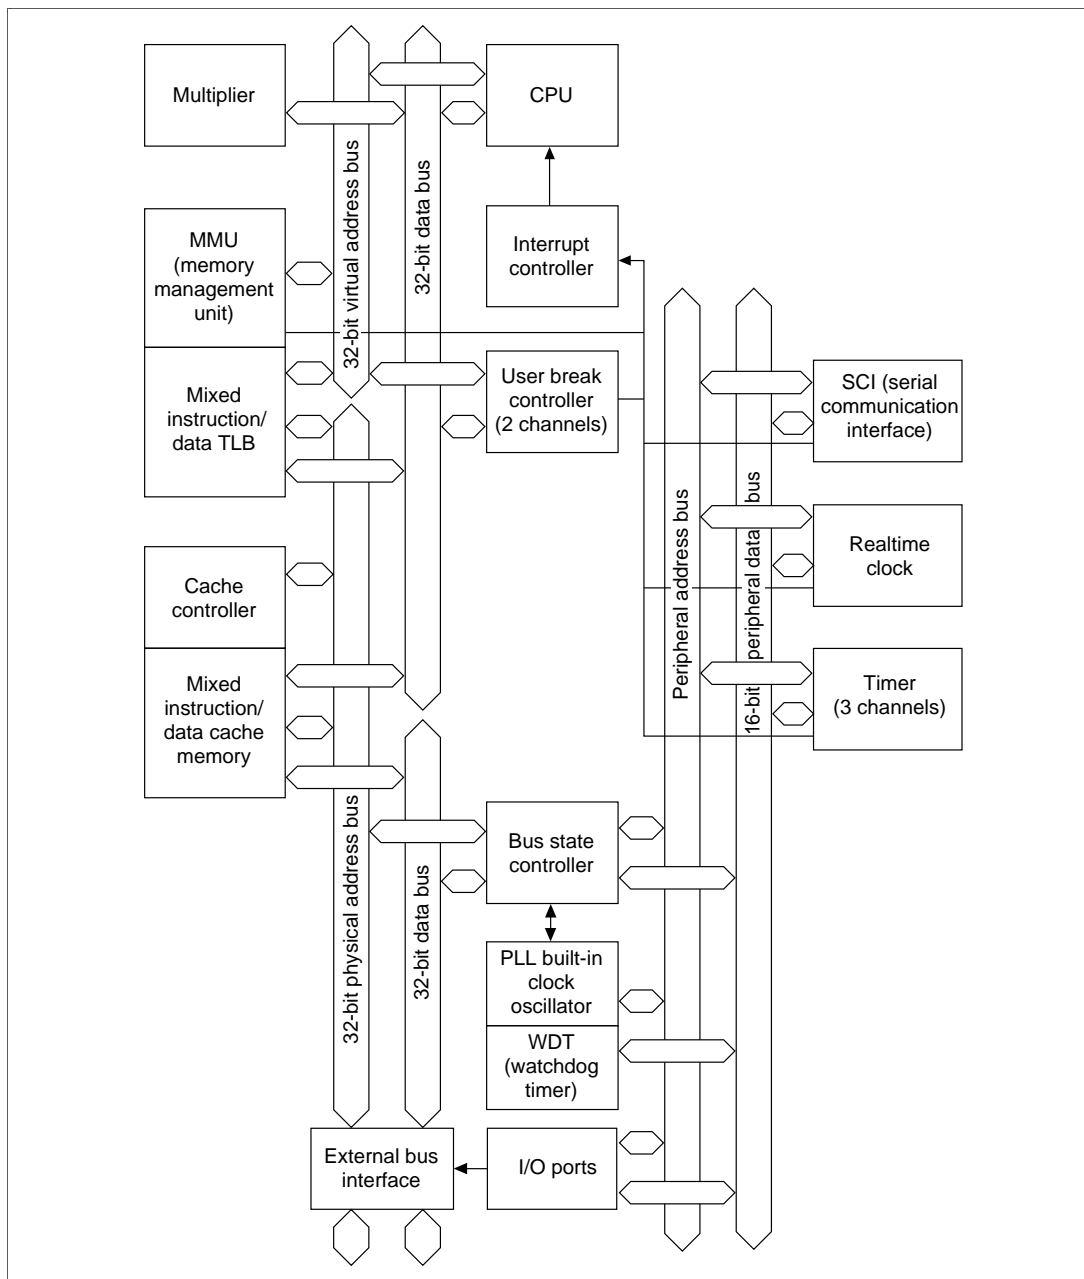 Multiplier
CPU
32-bit virtual address bus
32-bit data bus
MMU
(memory
management
unit)
Interrupt
controller
Mixed
instruction/
data TLB
User break
controller
(2 channels)
SCI (serial
communication
interface)
Peripheral address bus
16-bit peripheral data bus
Realtime
clock
Cache
controller
Mixed
instruction/
data cache
memory
Timer
(3 channels)
32-bit physical address bus
32-bit data bus
Bus state
controller
PLL built-in
clock
oscillator
WDT
(watchdog
timer)
External bus
interface
I/O ports